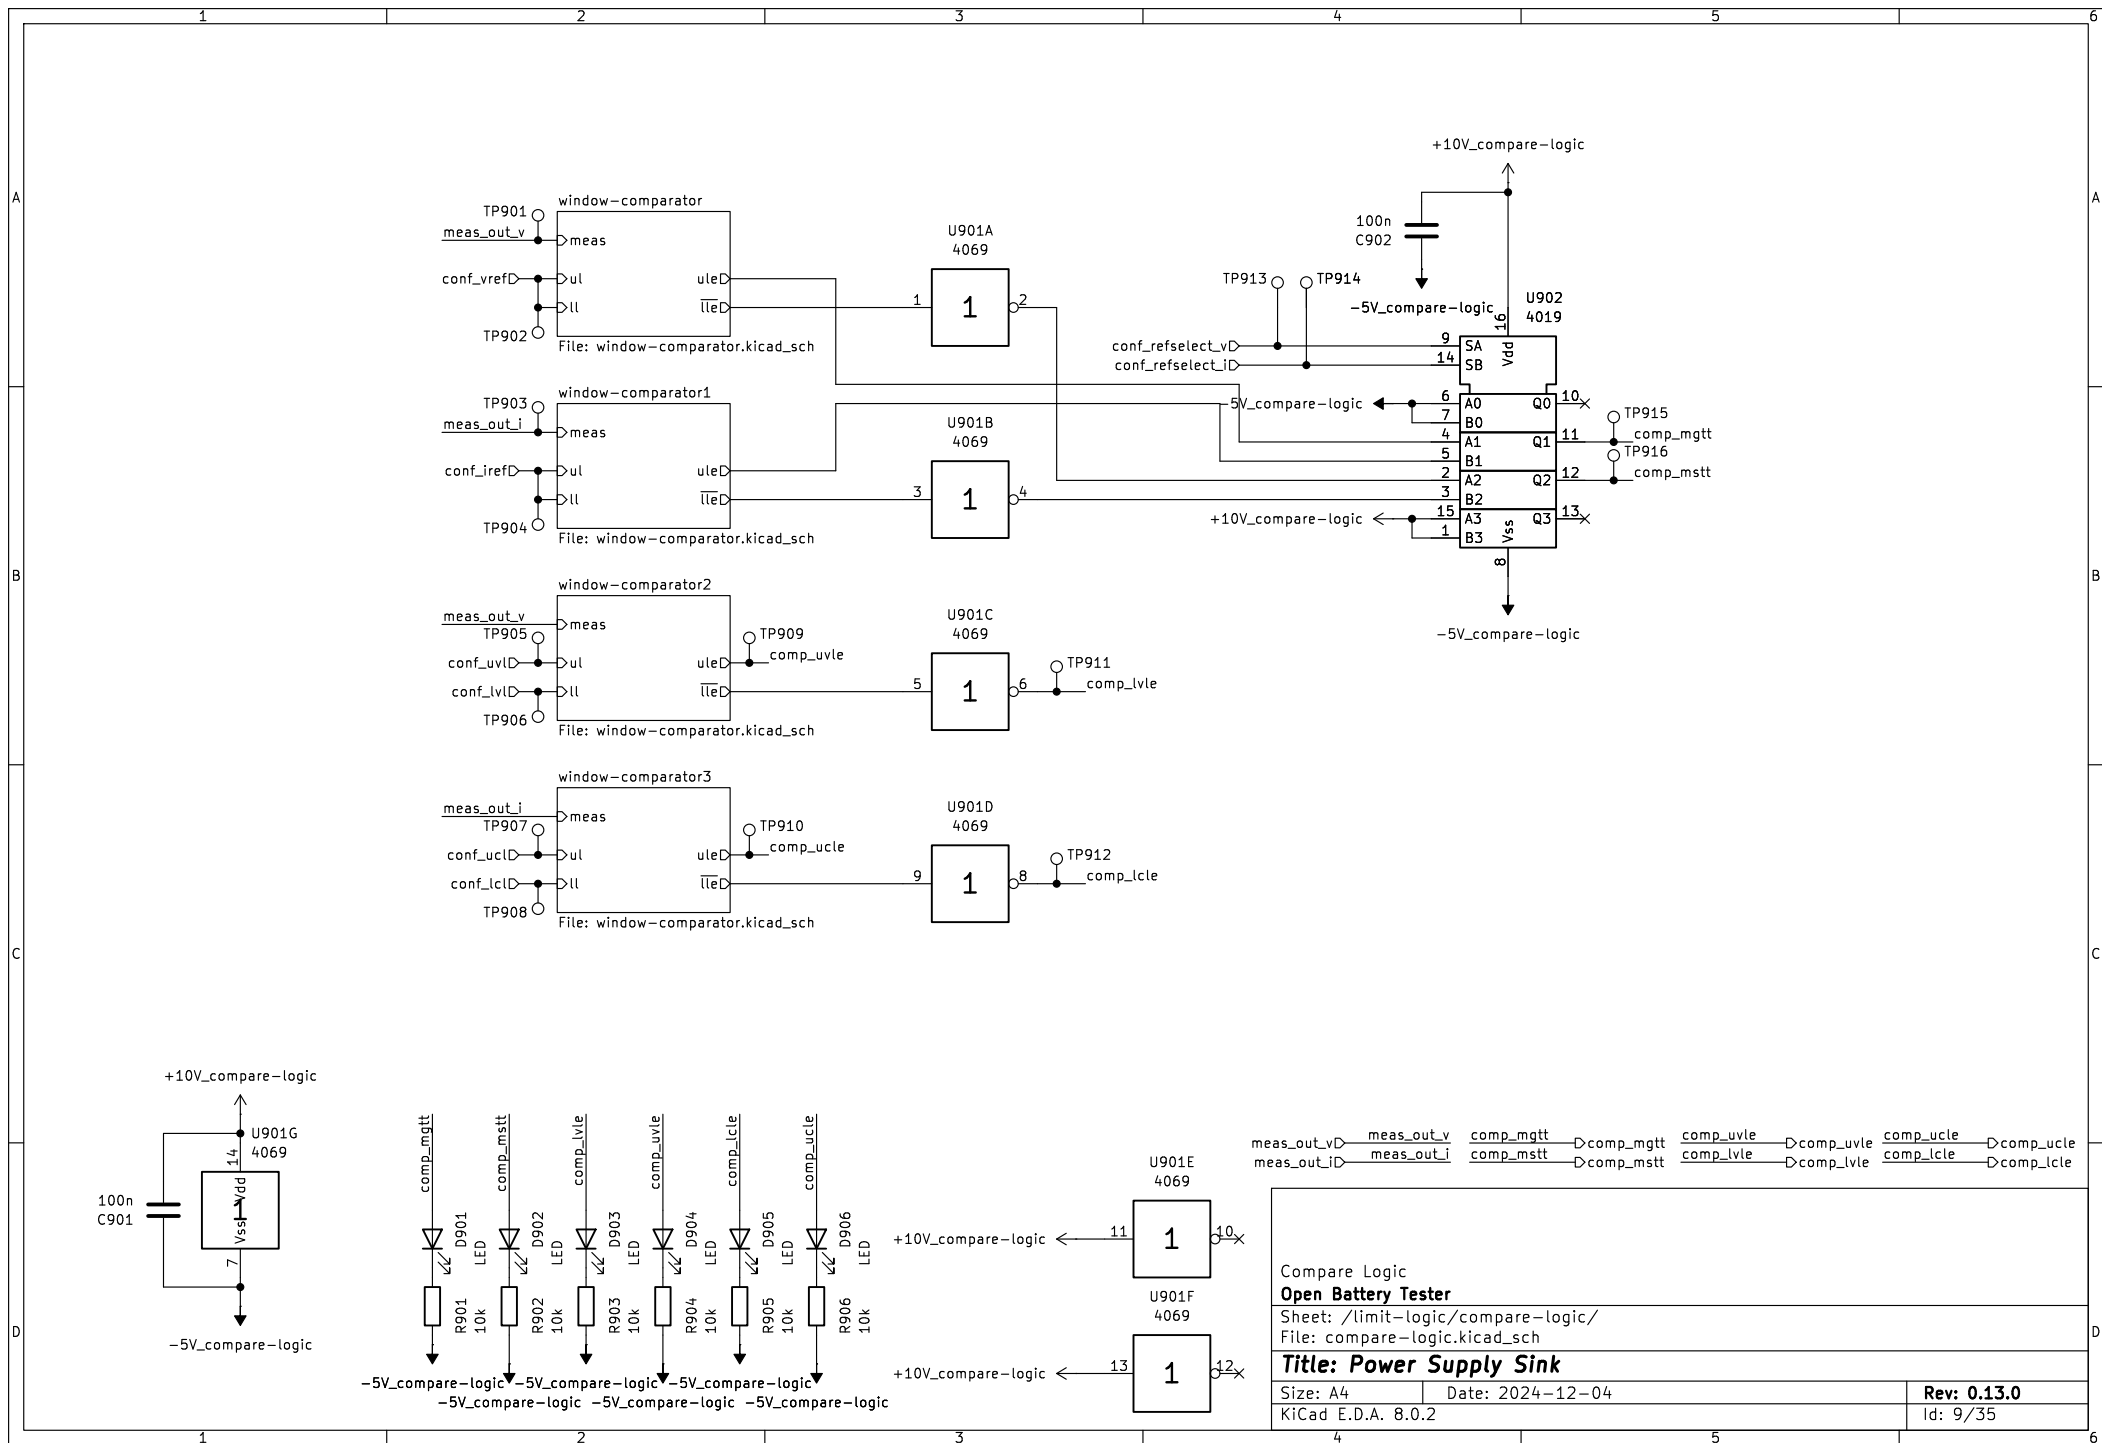 1 2 3 4 5 6
+10V_compare-logic
A A
window-comparator
TP901
meas_out_v
meas
conf_vref
ul
ule
ll
lle
TP902
File: window-comparator.kicad_sch
U901A
4069
1 1 2
100n
C902
-5V_compare-logic
TP913 TP914
U902
4019
16
Vdd
conf_refselect_v
9 SA
conf_refselect_i
14 SB
window-comparator1
TP903
meas_out_i
meas
conf_iref
ul
ule
ll
lle
TP904
File: window-comparator.kicad_sch
U901B
4069
3 1 4
-5V_compare-logic
6 A0 Q0 10
7 B0
4 A1 Q1 11
5 B1
2 A2 Q2 12
3 B2
+10V_compare-logic
15 A3 Q3 13
1 B3
Vss
8
TP915
comp_mgtt
TP916
comp_mstt
-5V_compare-logic
B B
window-comparator2
meas_out_v
meas
TP905
conf_uvl
ul
ule
conf_lvl
ll
lle
TP906
File: window-comparator.kicad_sch
TP909
comp_uvle
U901C
4069
5 1 6
TP911
comp_lvle
window-comparator3
meas_out_i
meas
TP907
conf_ucl
ul
ule
conf_lcl
ll
lle
TP908
File: window-comparator.kicad_sch
TP910
comp_ucle
U901D
4069
9 1 8
TP912
comp_lcle
C C
+10V_compare-logic
U901G
4069
14
Vdd
1
Vss
7
100n
C901
-5V_compare-logic
comp_mgtt
comp_mstt
comp_lvle
comp_uvle
comp_lcle
comp_ucle
D901
LED
D902
LED
D903
LED
D904
LED
D905
LED
D906
LED
R901
10k
R902
10k
R903
10k
R904
10k
R905
10k
R906
10k
-5V_compare-logic -5V_compare-logic -5V_compare-logic
-5V_compare-logic -5V_compare-logic -5V_compare-logic
U901E
4069
+10V_compare-logic
11 1 10
U901F
4069
+10V_compare-logic
13 1 12
meas_out_v meas_out_v comp_mgtt comp_mgtt comp_uvle comp_uvle comp_ucle comp_ucle
meas_out_i meas_out_i comp_mstt comp_mstt comp_lvle comp_lvle comp_lcle comp_lcle
D D
Compare Logic
Open Battery Tester
Sheet: /limit-logic/compare-logic/
File: compare-logic.kicad_sch
Title: Power Supply Sink
Size: A4 Date: 2024-12-04 Rev: 0.13.0
KiCad E.D.A. 8.0.2 Id: 9/35
1 2 3 4 5 6